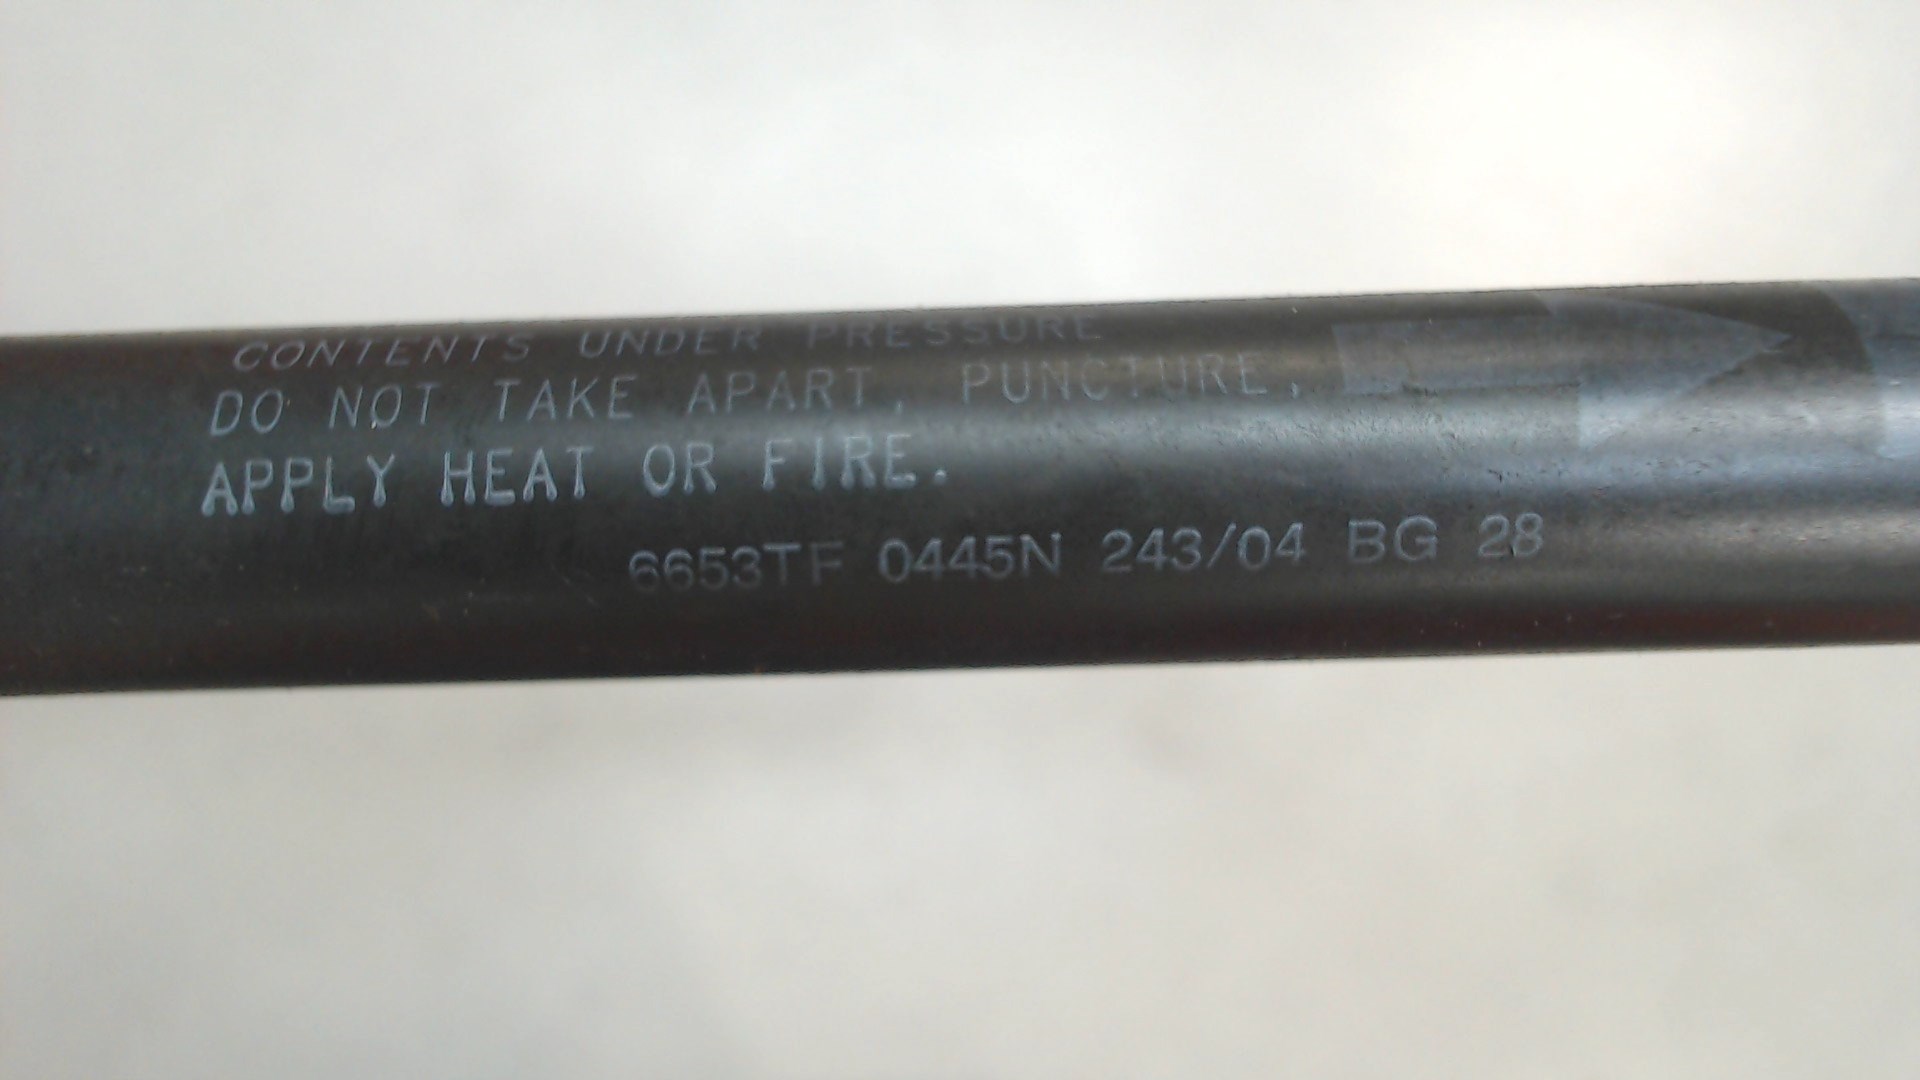 CONTENTS UNDER PRESSURE
DO NOT TAKE APART, PUNCTURE,
APPLY HEAT OR FIRE.
6653TF 0445N 243/04 BG 28